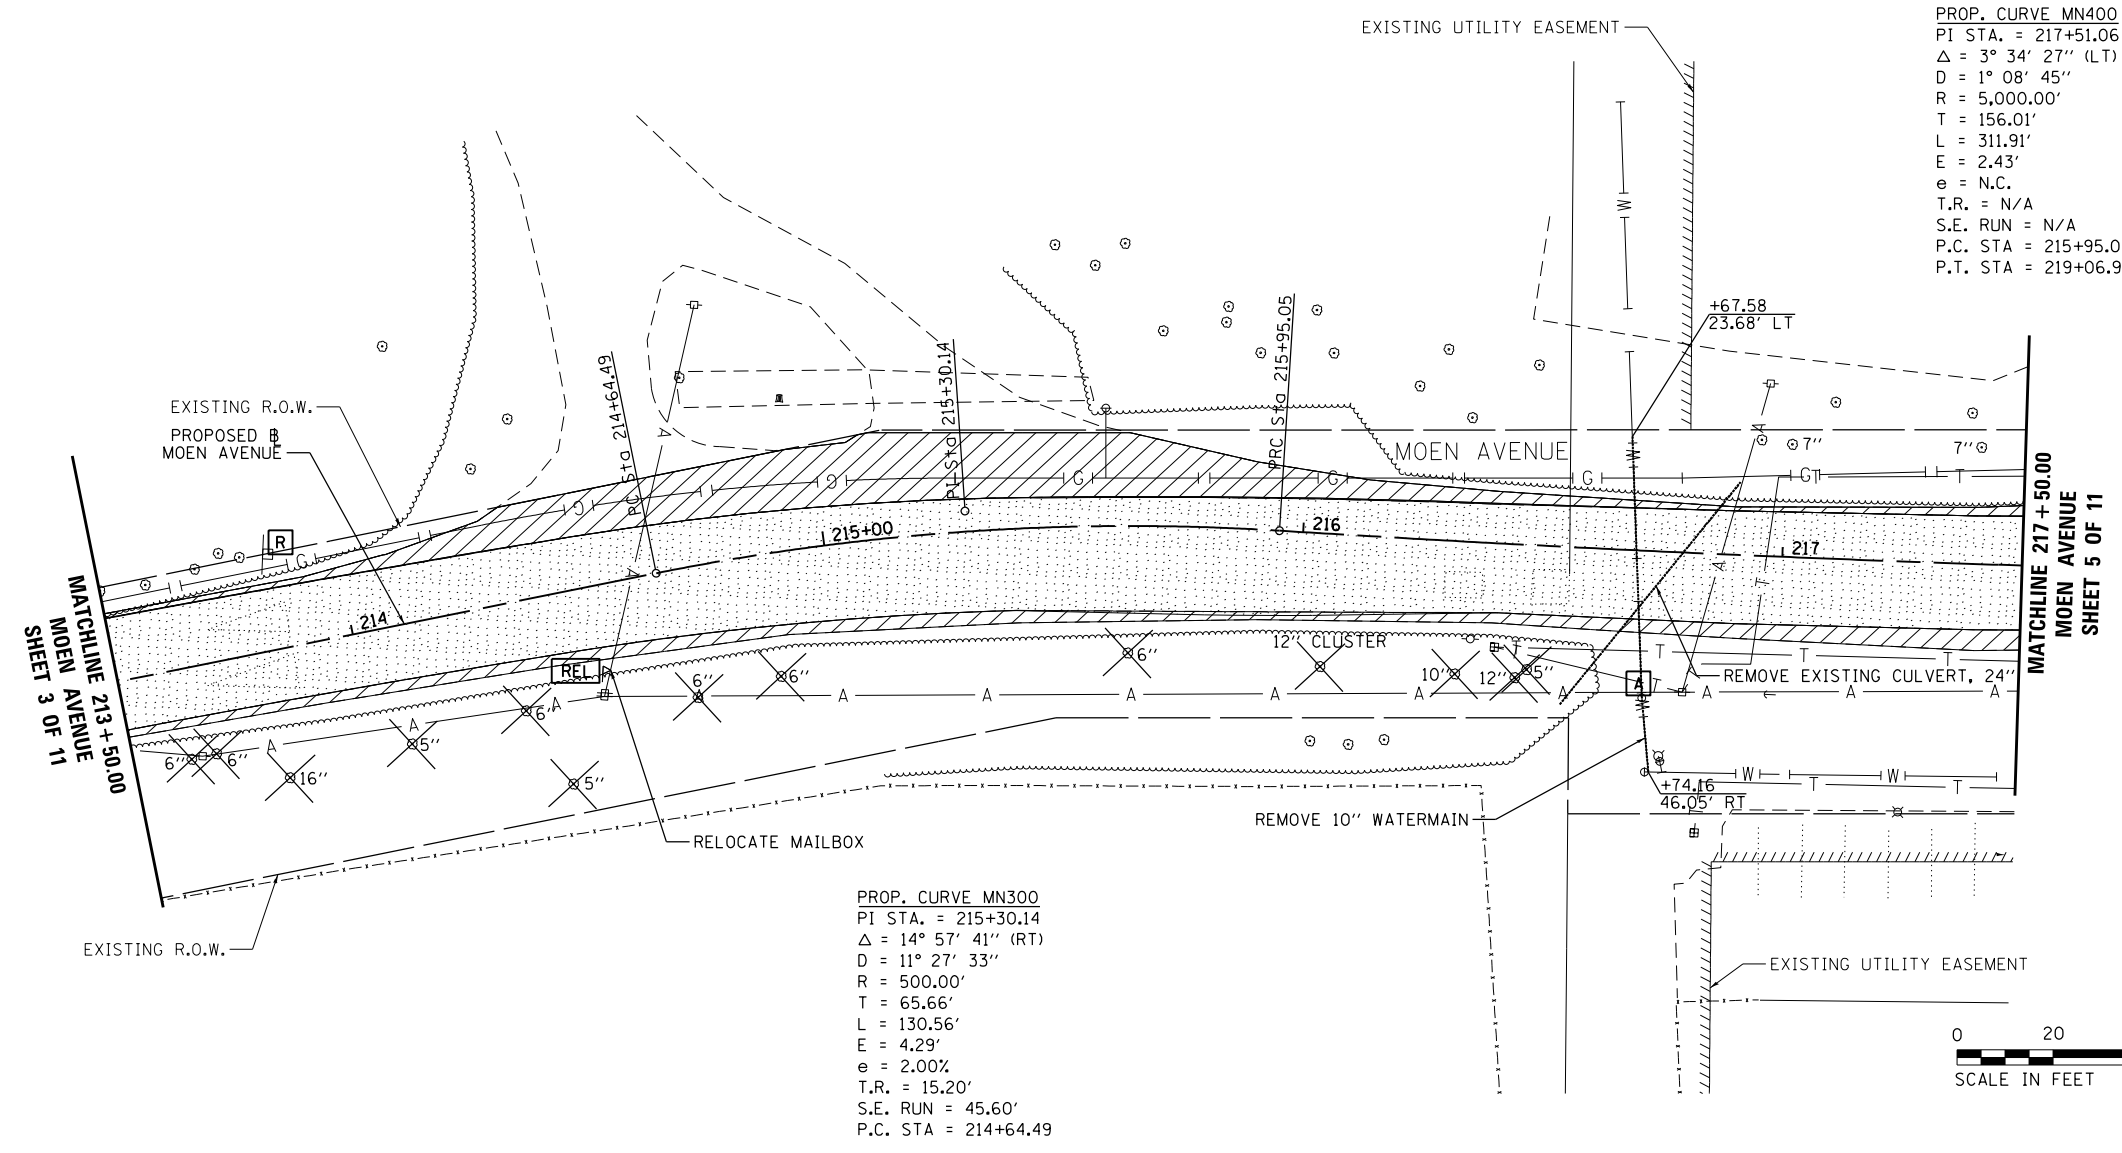 EXISTING UTILITY EASEMENT
PROP. CURVE MN400
PI STA. = 217+51.06
Δ = 3° 34' 27'' (LT)
D = 1° 08' 45''
R = 5,000.00'
T = 156.01'
L = 311.91'
E = 2.43'
e = N.C.
T.R. = N/A
S.E. RUN = N/A
P.C. STA = 215+95.0
P.T. STA = 219+06.9
W
+67.58
23.68' LT
PC Sta 214+64.49
PI Sta 215+30.14
PRC Sta 215+95.05
EXISTING R.O.W.
PROPOSED ℄
MOEN AVENUE
MOEN AVENUE
A
A
W
7''
7''
G
G
G
G
G
G
GT
T
R
A
A
T
214
215+00
216
217
MATCHLINE 213+50.00
MOEN AVENUE
SHEET 3 OF 11
MATCHLINE 217+50.00
MOEN AVENUE
SHEET 5 OF 11
REL
12'' CLUSTER
6''
6''
6''
10''
12''
5''
T
T
T
T
T
REMOVE EXISTING CULVERT, 24''
A
A
A
A
A
A
A
A
A
A
A
A
A
A
W
6''
6''
6''
5''
16''
5''
W
W
T
T
+74.16
46.05' RT
REMOVE 10'' WATERMAIN
RELOCATE MAILBOX
EXISTING R.O.W.
PROP. CURVE MN300
PI STA. = 215+30.14
Δ = 14° 57' 41'' (RT)
D = 11° 27' 33''
R = 500.00'
T = 65.66'
L = 130.56'
E = 4.29'
e = 2.00%
T.R. = 15.20'
S.E. RUN = 45.60'
P.C. STA = 214+64.49
EXISTING UTILITY EASEMENT
0 20
SCALE IN FEET